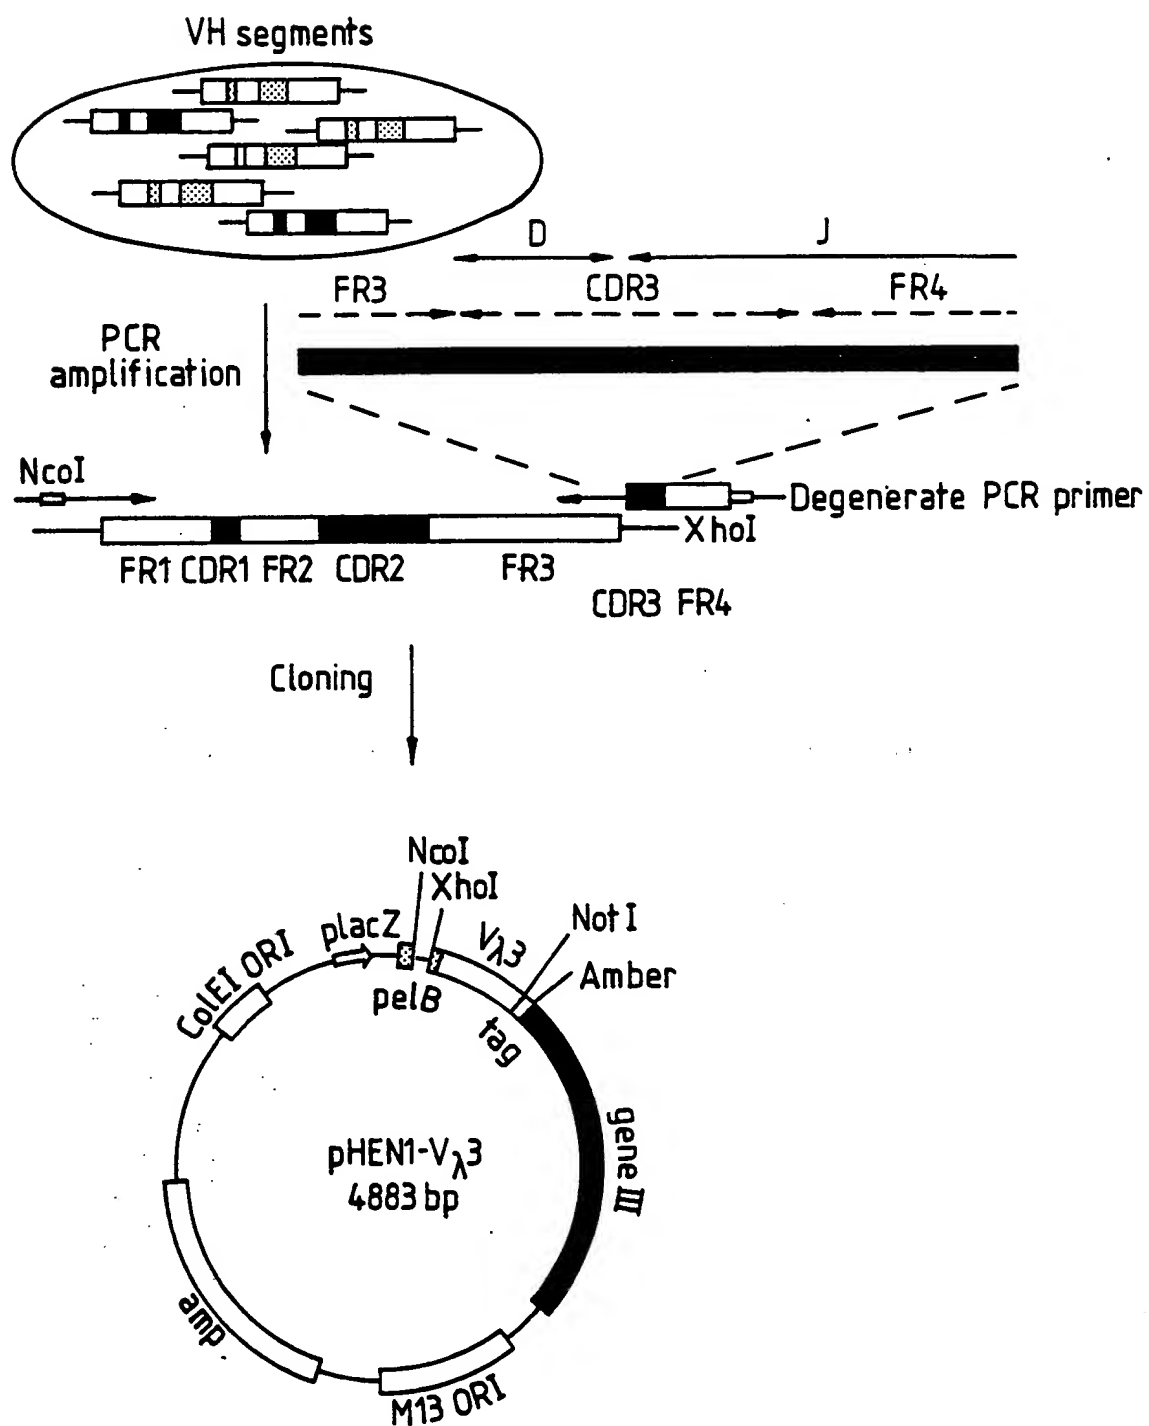 VH segments
D
J
FR3
CDR3
FR4
PCR
amplification
NcoI
Degenerate PCR primer
XhoI
FR1 CDR1 FR2 CDR2
FR3
CDR3 FR4
Cloning
NcoI
XhoI
placZ
Vλ3
Not I
Amber
ColEI ORI
pelB
tag
gene III
pHEN1-Vλ3
4883 bp
amp
M13 ORI